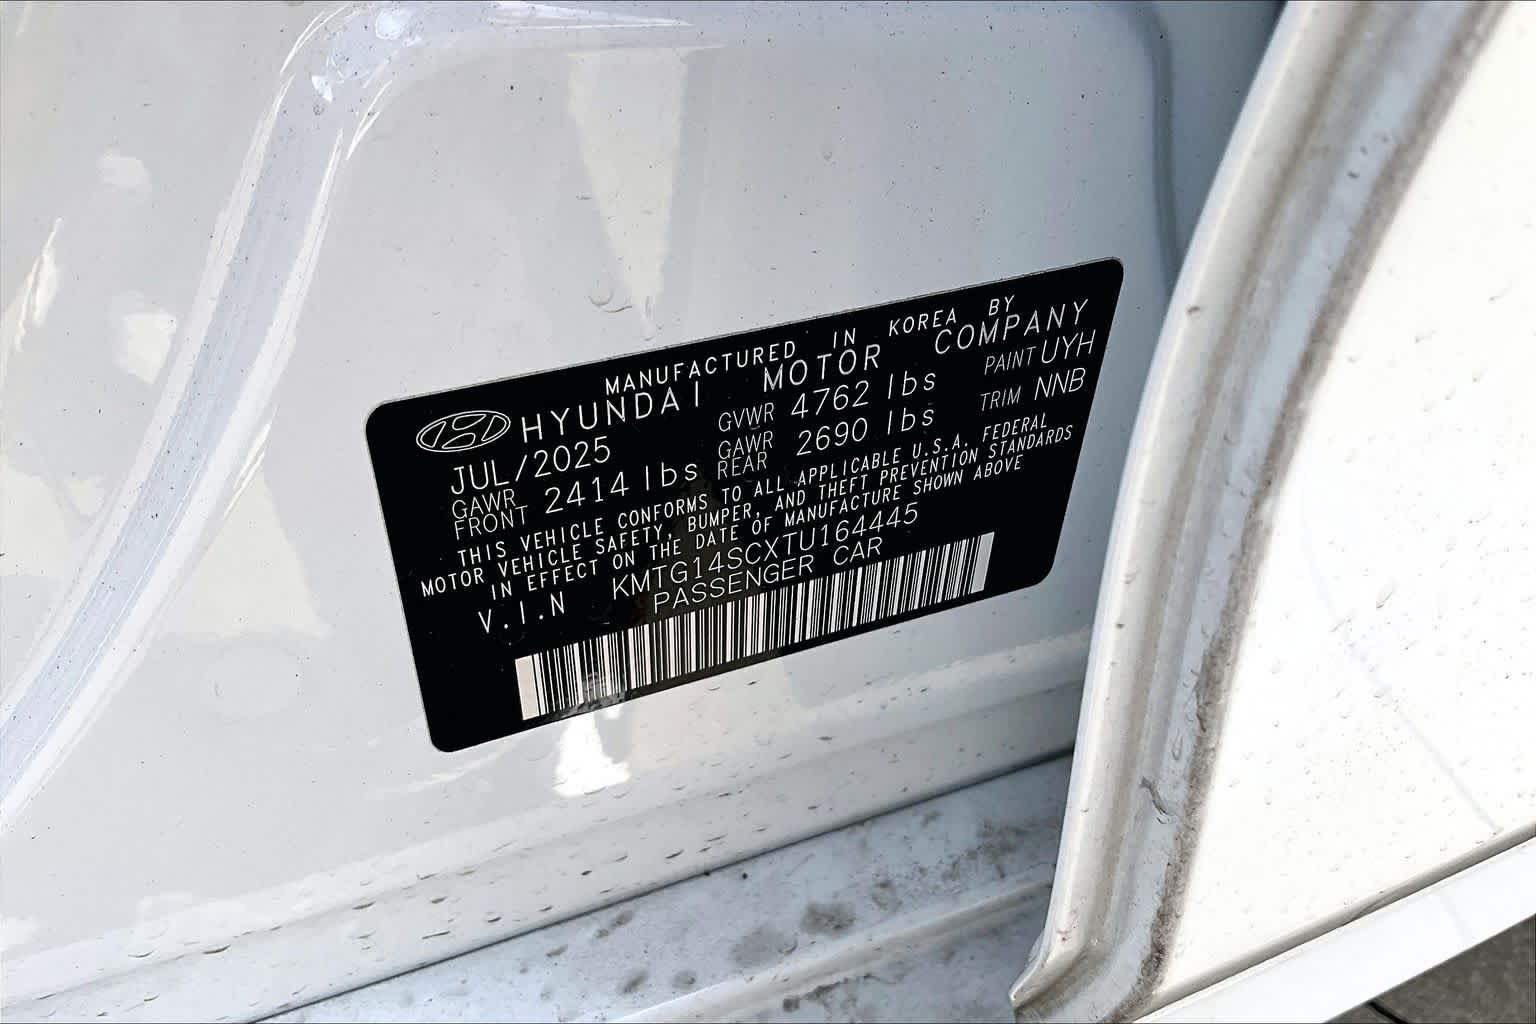 MANUFACTURED IN KOREA BY
HYUNDAI MOTOR COMPANY
JUL/2025 GVWR 4762 lbs PAINT UYH
GAWR FRONT 2414 lbs GAWR REAR 2690 lbs TRIM NNB
THIS VEHICLE CONFORMS TO ALL APPLICABLE U.S.A. FEDERAL
MOTOR VEHICLE SAFETY, BUMPER, AND THEFT PREVENTION STANDARDS
IN EFFECT ON THE DATE OF MANUFACTURE SHOWN ABOVE
V.I.N KMTG14SCXTU164445
PASSENGER CAR